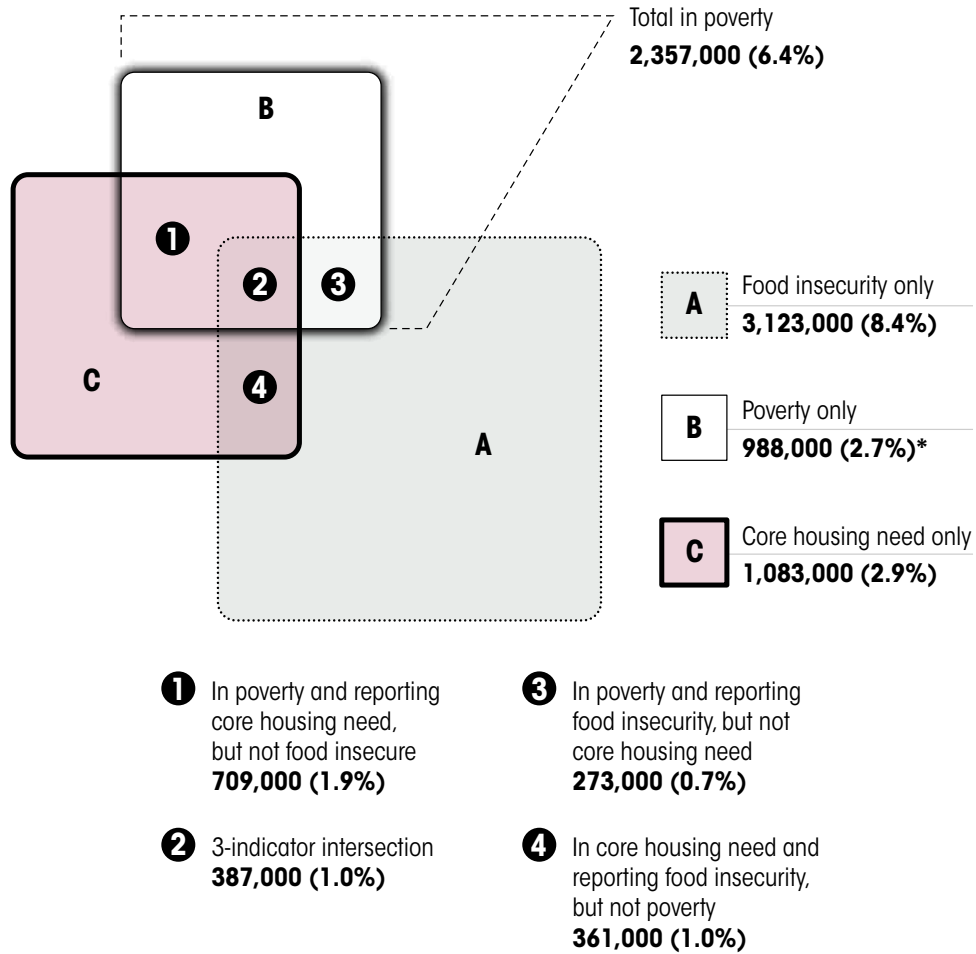 Total in poverty
2,357,000 (6.4%)
B
1
2
3
C
4
A
A
Food insecurity only
3,123,000 (8.4%)
B
Poverty only
988,000 (2.7%)*
C
Core housing need only
1,083,000 (2.9%)
1 In poverty and reporting
core housing need,
but not food insecure
709,000 (1.9%)
2 3-indicator intersection
387,000 (1.0%)
3 In poverty and reporting
food insecurity, but not
core housing need
273,000 (0.7%)
4 In core housing need and
reporting food insecurity,
but not poverty
361,000 (1.0%)